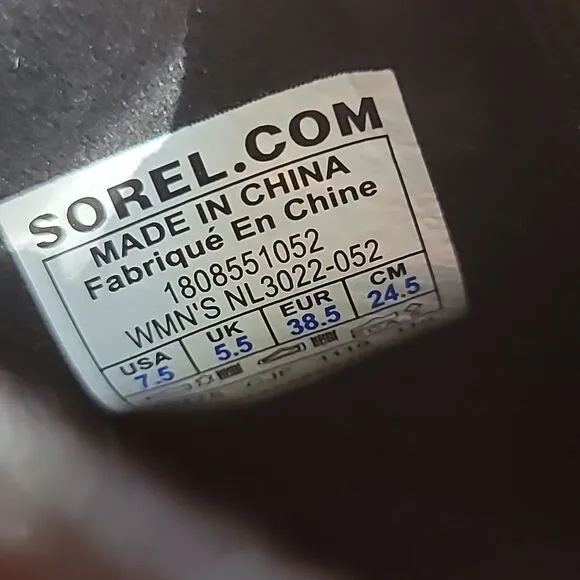 SOREL.COM
MADE IN CHINA
Fabriqué En Chine
1808551052
WMN'S NL3022-052
USA UK EUR CM
7.5 5.5 38.5 24.5